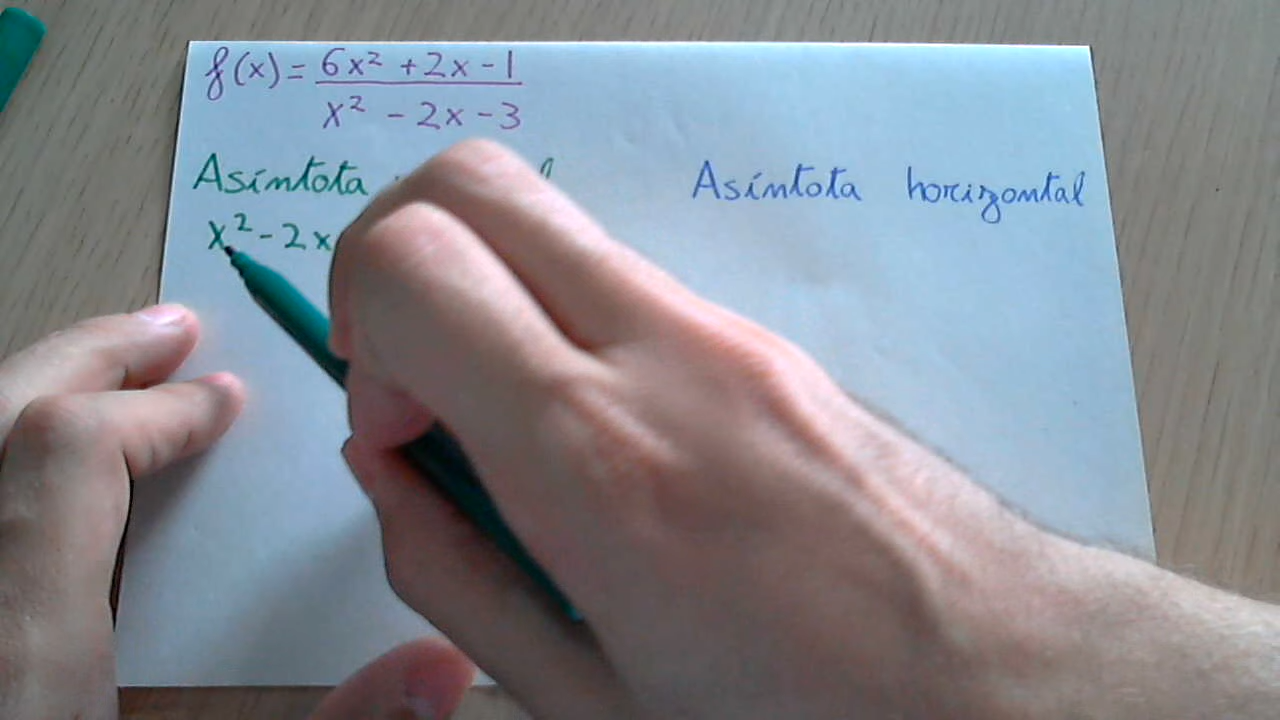 f(x) = 6x² + 2x - 1
x² - 2x - 3
Asíntota
Asíntota horizontal
x² - 2x